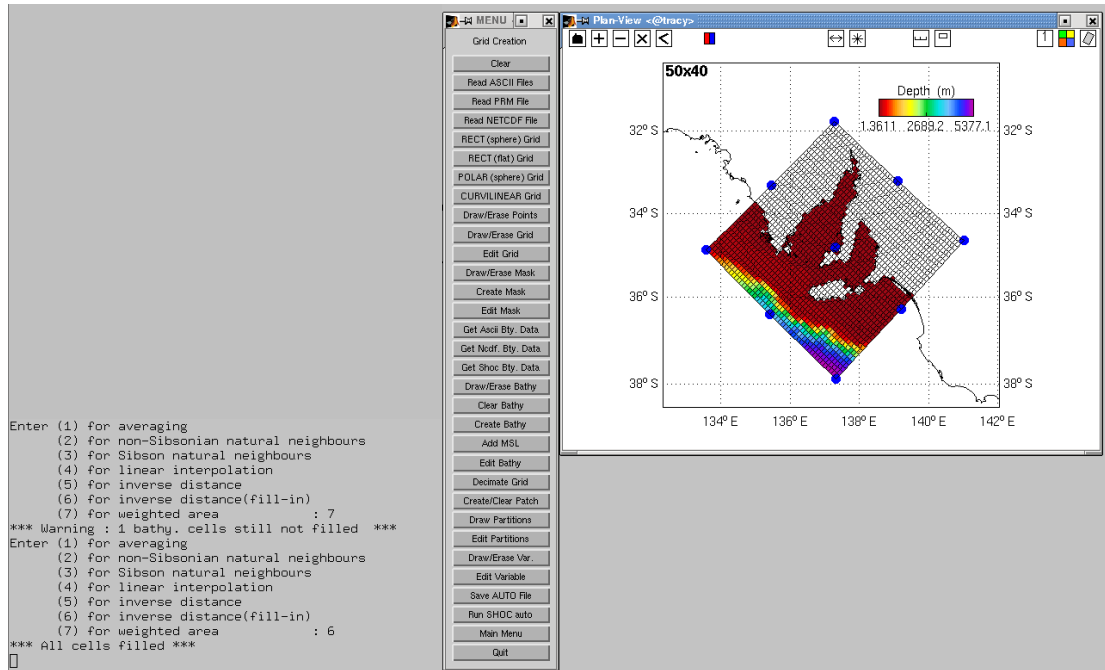 MENU
Grid Creation
Clear
Read ASCII Files
Read PRM File
Read NETCDF File
RECT (sphere) Grid
RECT (flat) Grid
POLAR (sphere) Grid
CURVILINEAR Grid
Draw/Erase Points
Draw/Erase Grid
Edit Grid
Draw/Erase Mask
Create Mask
Edit Mask
Get Ascii Bty. Data
Get Ncdf. Bty. Data
Get Shoc Bty. Data
Draw/Erase Bathy
Clear Bathy
Create Bathy
Add MSL
Edit Bathy
Decimate Grid
Create/Clear Patch
Draw Partitions
Edit Partitions
Draw/Erase Var.
Edit Variable
Save AUTO File
Run SHOC auto
Main Menu
Quit
Plan-View <@tracy>
1
50x40
Depth (m)
1.3611 2689.2 5377.1
32° S 32° S
34° S 34° S
36° S 36° S
38° S 38° S
134° E 136° E 138° E 140° E 142° E
Enter (1) for averaging
(2) for non-Sibsonian natural neighbours
(3) for Sibson natural neighbours
(4) for linear interpolation
(5) for inverse distance
(6) for inverse distance(fill-in)
(7) for weighted area : 7
*** Warning : 1 bathy. cells still not filled ***
Enter (1) for averaging
(2) for non-Sibsonian natural neighbours
(3) for Sibson natural neighbours
(4) for linear interpolation
(5) for inverse distance
(6) for inverse distance(fill-in)
(7) for weighted area : 6
*** All cells filled ***